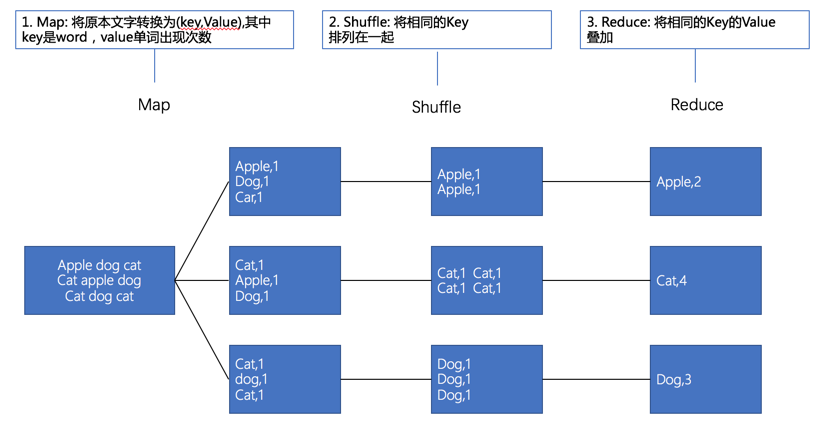 1. Map: 将原本文字转换为(key,Value),其中
key是word，value单词出现次数
2. Shuffle: 将相同的Key
排列在一起
3. Reduce: 将相同的Key的Value
叠加
Map
Shuffle
Reduce
Apple dog cat
Cat apple dog
Cat dog cat
Apple,1
Dog,1
Car,1
Apple,1
Apple,1
Apple,2
Cat,1
Apple,1
Dog,1
Cat,1 Cat,1
Cat,1 Cat,1
Cat,4
Cat,1
dog,1
Cat,1
Dog,1
Dog,1
Dog,1
Dog,3